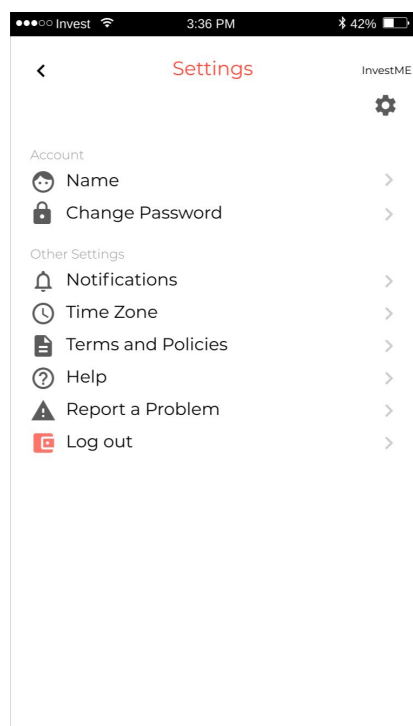 Invest 3:36 PM 42%
Settings InvestME
Account
Name
Change Password
Other Settings
Notifications
Time Zone
Terms and Policies
Help
Report a Problem
Log out